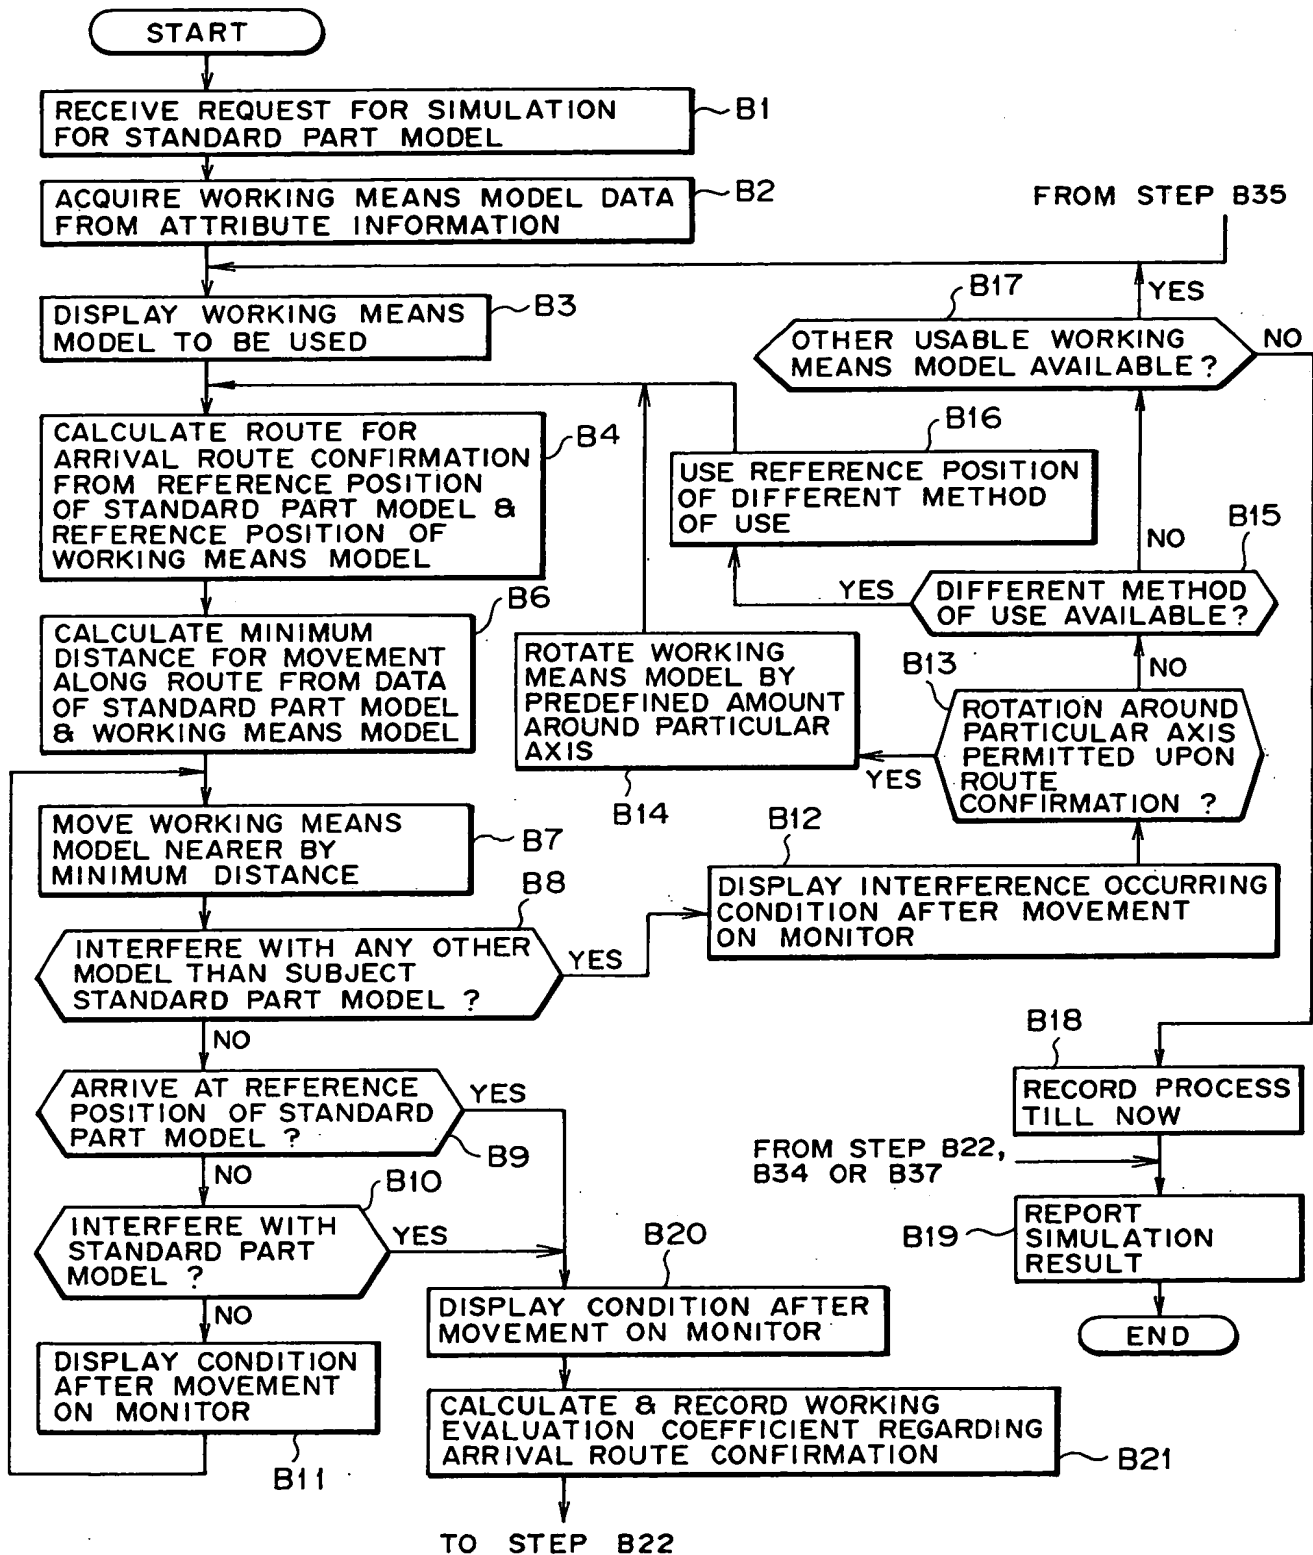 START
RECEIVE REQUEST FOR SIMULATION
FOR STANDARD PART MODEL
B1
ACQUIRE WORKING MEANS MODEL DATA
FROM ATTRIBUTE INFORMATION
B2
FROM STEP B35
DISPLAY WORKING MEANS
MODEL TO BE USED
B3
B17
YES
OTHER USABLE WORKING
MEANS MODEL AVAILABLE ?
NO
CALCULATE ROUTE FOR
ARRIVAL ROUTE CONFIRMATION
FROM REFERENCE POSITION
OF STANDARD PART MODEL &
REFERENCE POSITION OF
WORKING MEANS MODEL
B4
B16
USE REFERENCE POSITION
OF DIFFERENT METHOD
OF USE
NO
B15
YES
DIFFERENT METHOD
OF USE AVAILABLE?
CALCULATE MINIMUM
DISTANCE FOR MOVEMENT
ALONG ROUTE FROM DATA
OF STANDARD PART MODEL
& WORKING MEANS MODEL
B6
ROTATE WORKING
MEANS MODEL BY
PREDEFINED AMOUNT
AROUND PARTICULAR
AXIS
B14
B13
NO
ROTATION AROUND
PARTICULAR AXIS
PERMITTED UPON
ROUTE
CONFIRMATION ?
YES
MOVE WORKING MEANS
MODEL NEARER BY
MINIMUM DISTANCE
B7
B12
DISPLAY INTERFERENCE OCCURRING
CONDITION AFTER MOVEMENT
ON MONITOR
B8
INTERFERE WITH ANY OTHER
MODEL THAN SUBJECT
STANDARD PART MODEL ?
YES
NO
ARRIVE AT REFERENCE
POSITION OF STANDARD
PART MODEL ?
YES
B9
NO
B18
RECORD PROCESS
TILL NOW
FROM STEP B22,
B34 OR B37
B10
INTERFERE WITH
STANDARD PART
MODEL ?
YES
NO
B19
REPORT
SIMULATION
RESULT
END
B20
DISPLAY CONDITION AFTER
MOVEMENT ON MONITOR
DISPLAY CONDITION
AFTER MOVEMENT
ON MONITOR
B11
CALCULATE & RECORD WORKING
EVALUATION COEFFICIENT REGARDING
ARRIVAL ROUTE CONFIRMATION
B21
TO STEP B22